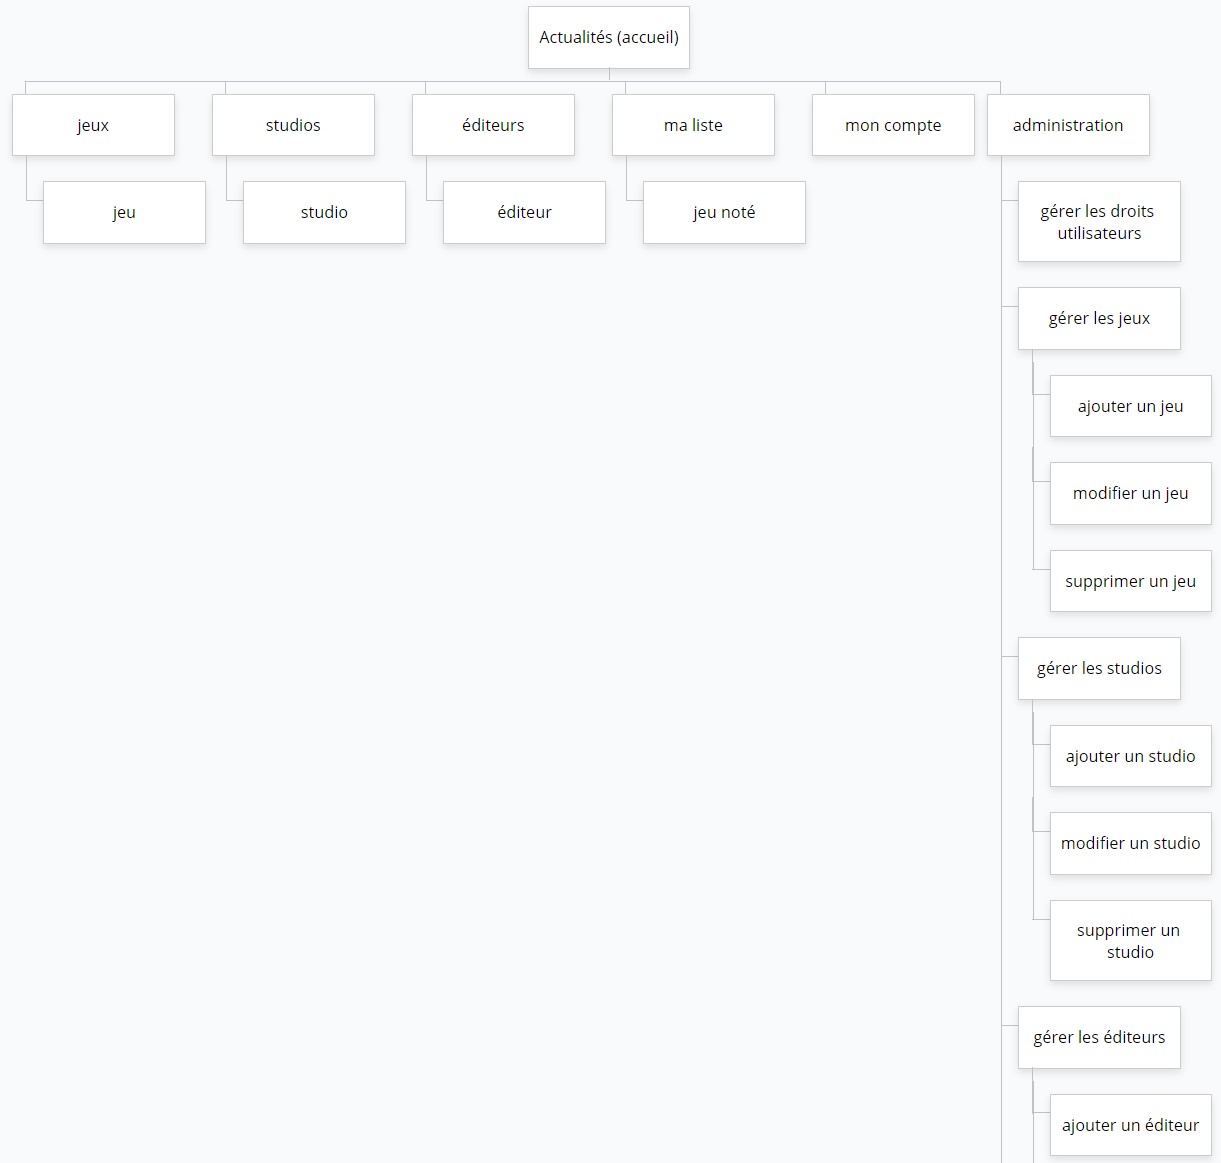 Actualités (accueil)
jeux
studios
éditeurs
ma liste
mon compte
administration
jeu
studio
éditeur
jeu noté
gérer les droits
utilisateurs
gérer les jeux
ajouter un jeu
modifier un jeu
supprimer un jeu
gérer les studios
ajouter un studio
modifier un studio
supprimer un
studio
gérer les éditeurs
ajouter un éditeur